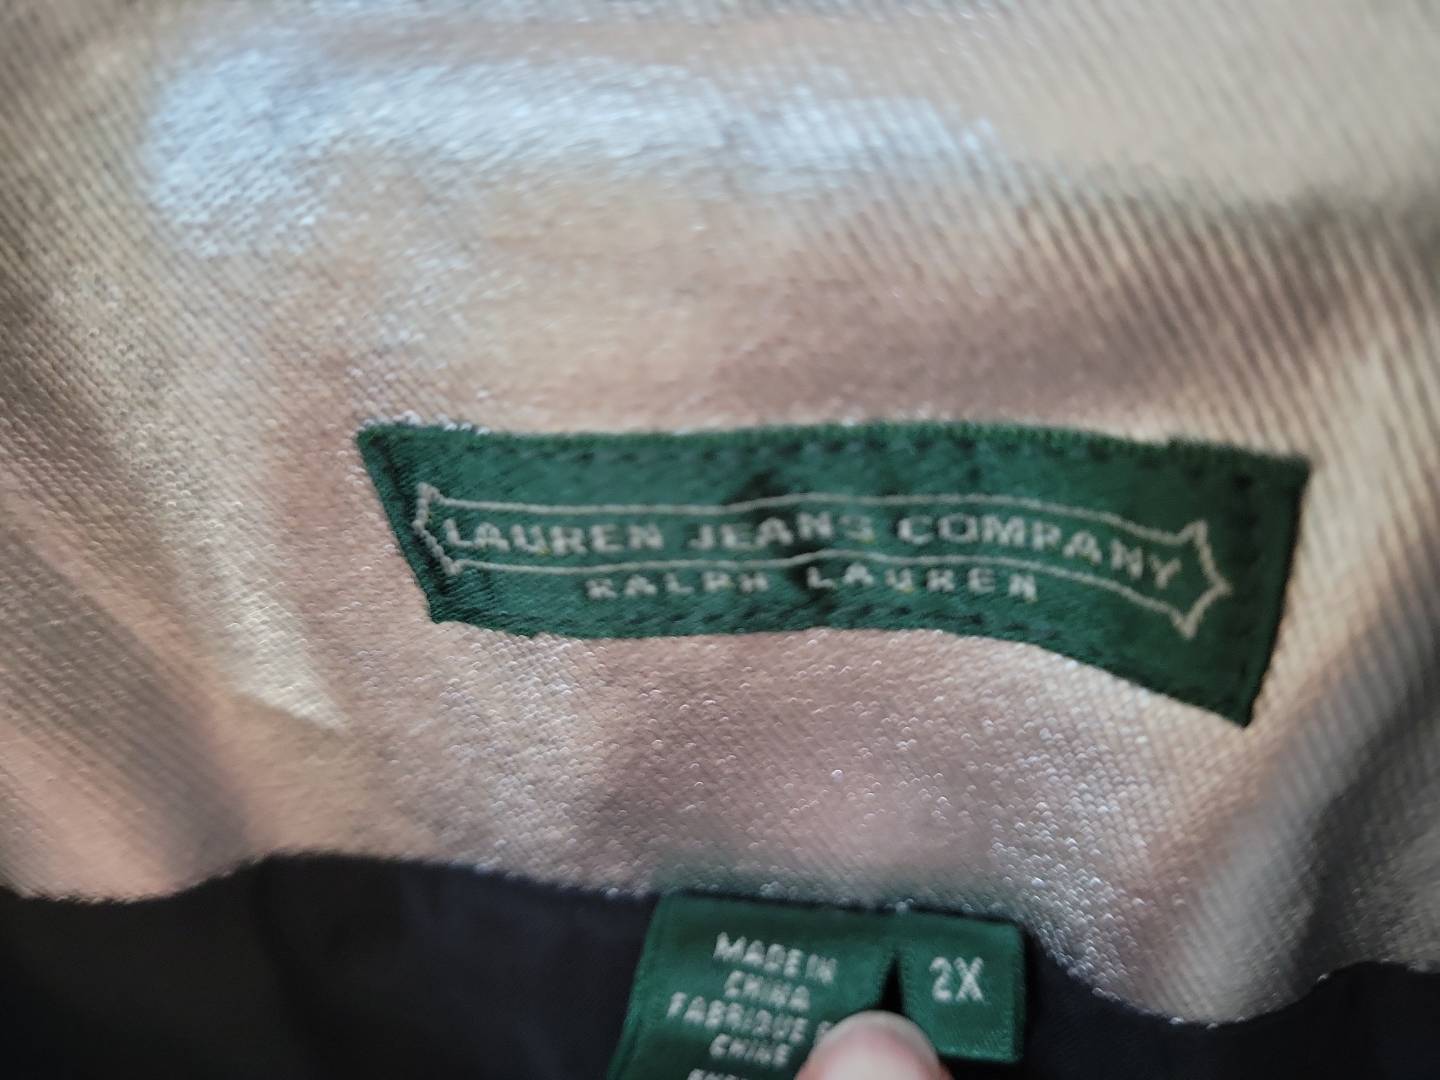 LAUREN JEANS COMPANY
RALPH LAUREN
MADE IN
CHINA
FABRIQUE
CHINE
2X